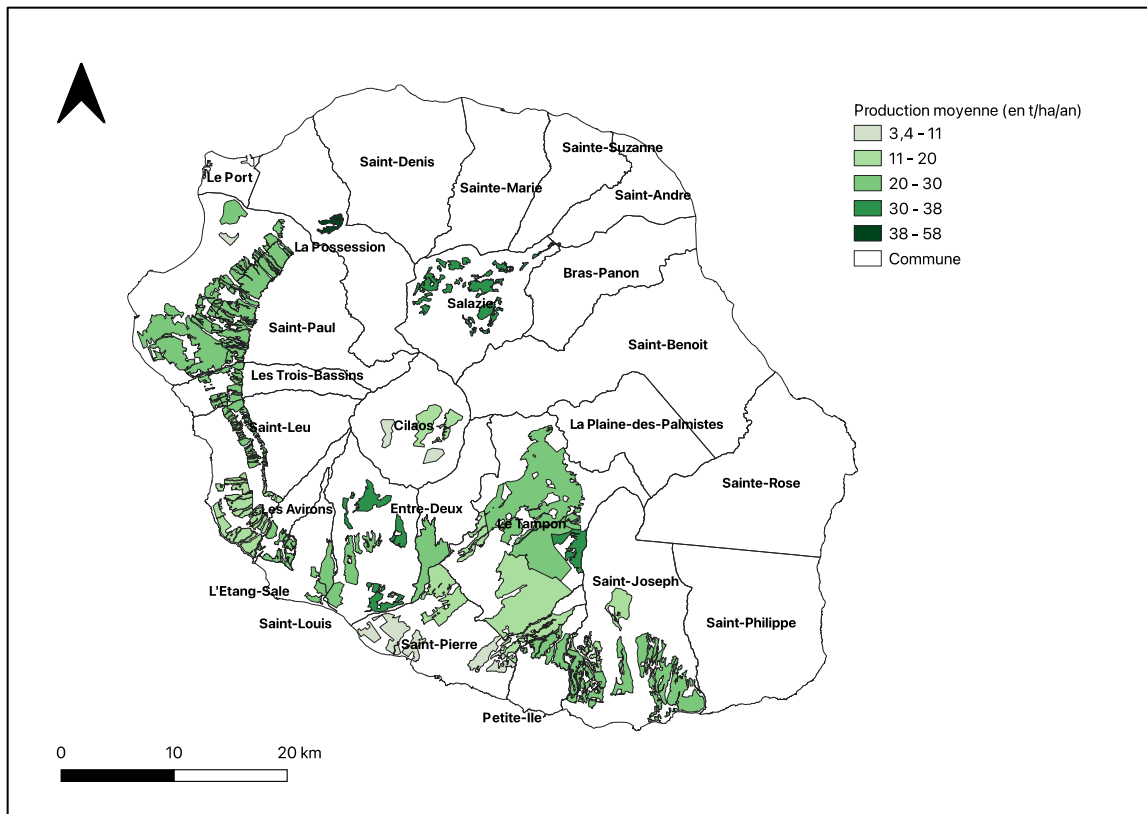 Production moyenne (en t/ha/an)
3,4 – 11
11 – 20
20 – 30
30 – 38
38 – 58
Commune
Saint-Denis
Sainte-Suzanne
Le Port
Sainte-Marie
Saint-Andre
La Possession
Bras-Panon
Salazie
Saint-Paul
Saint-Benoit
Les Trois-Bassins
Saint-Leu
Cilaos
La Plaine-des-Palmistes
Sainte-Rose
Les Avirons
Entre-Deux
Le Tampon
L'Etang-Sale
Saint-Joseph
Saint-Louis
Saint-Pierre
Saint-Philippe
Petite-Ile
0 10 20 km